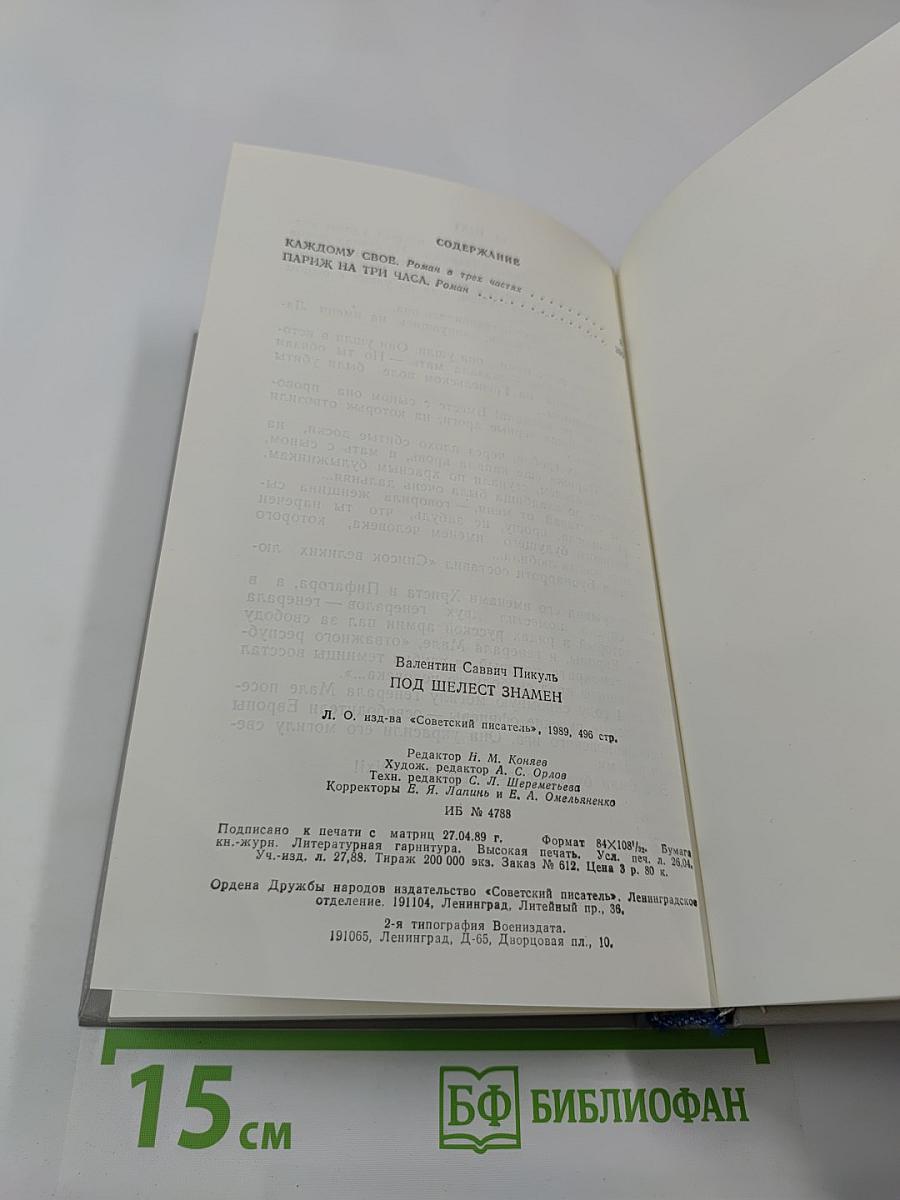 СОДЕРЖАНИЕ
КАЖДОМУ СВОЕ. Роман в трех частях . . . . . . . . .
ПАРИЖ НА ТРИ ЧАСА. Роман . . . . . . . . . . . . . . .
Валентин Саввич Пикуль
ПОД ШЕЛЕСТ ЗНАМЕН
Л. О. изд-ва «Советский писатель», 1989, 496 стр.
Редактор Н. М. Коняев
Худож. редактор А. С. Орлов
Техн. редактор С. Л. Шереметьева
Корректоры Е. Я. Лапинь и Е. А. Омельяненко
ИБ № 4788
Подписано к печати с матриц 27.04.89 г. Формат 84×108¹/₃₂. Бумага
кн.-журн. Литературная гарнитура. Высокая печать. Усл. печ. л. 26,04.
Уч.-изд. л. 27,88. Тираж 200 000 экз. Заказ № 612. Цена 3 р. 80 к.
Ордена Дружбы народов издательство «Советский писатель». Ленинградское
отделение. 191104, Ленинград, Литейный пр., 36.
2-я типография Воениздата.
191065, Ленинград, Д-65, Дворцовая пл., 10.
15 см
БФ БИБЛИОФАН